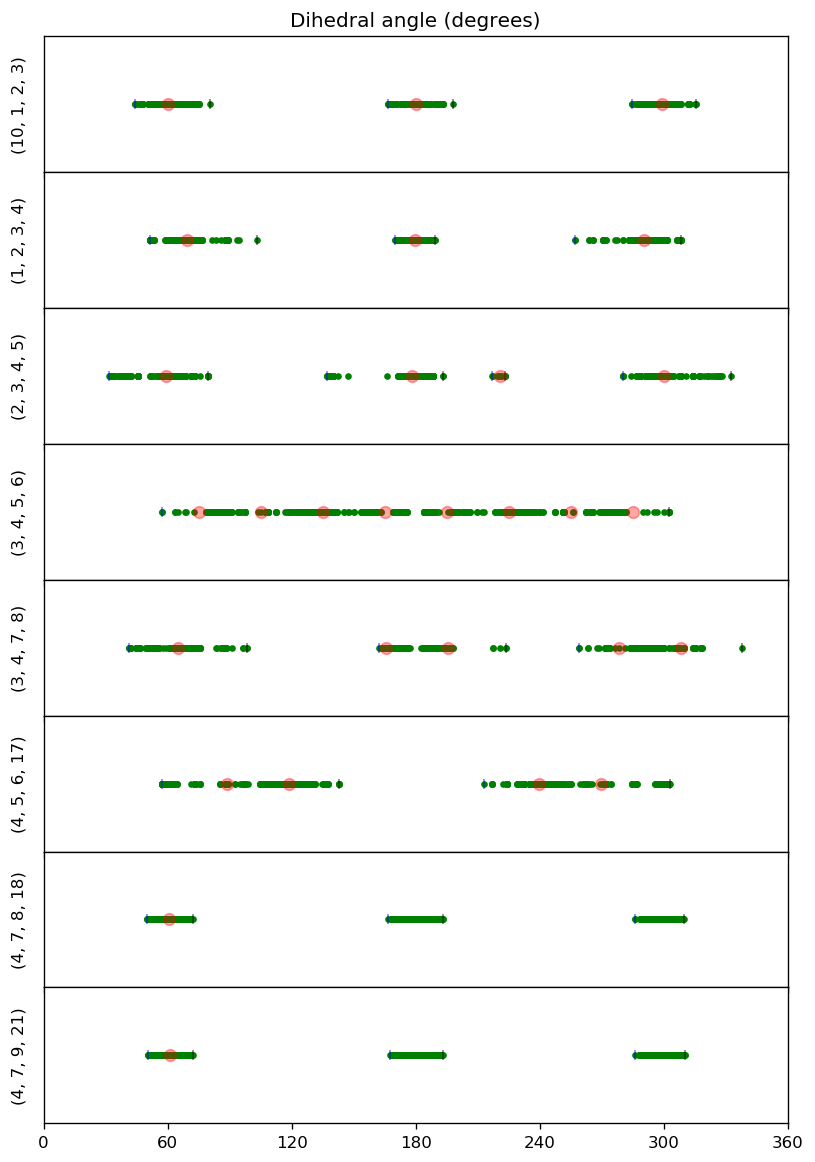 Dihedral angle (degrees)
(10, 1, 2, 3)
(1, 2, 3, 4)
(2, 3, 4, 5)
(3, 4, 5, 6)
(3, 4, 7, 8)
(4, 5, 6, 17)
(4, 7, 8, 18)
(4, 7, 9, 21)
0 60 120 180 240 300 360